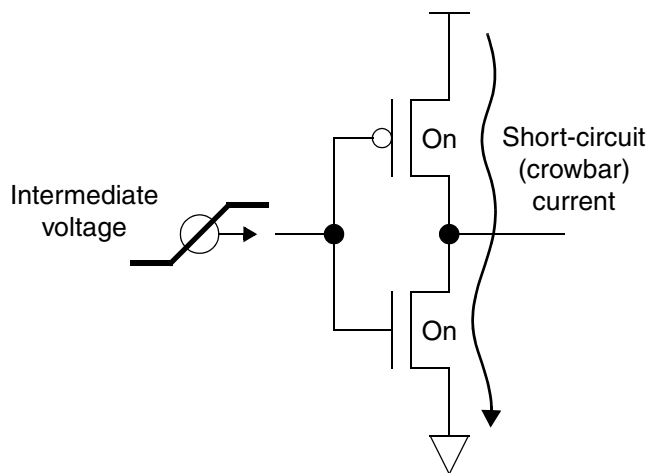 On
Short-circuit
(crowbar)
current
Intermediate
voltage
On